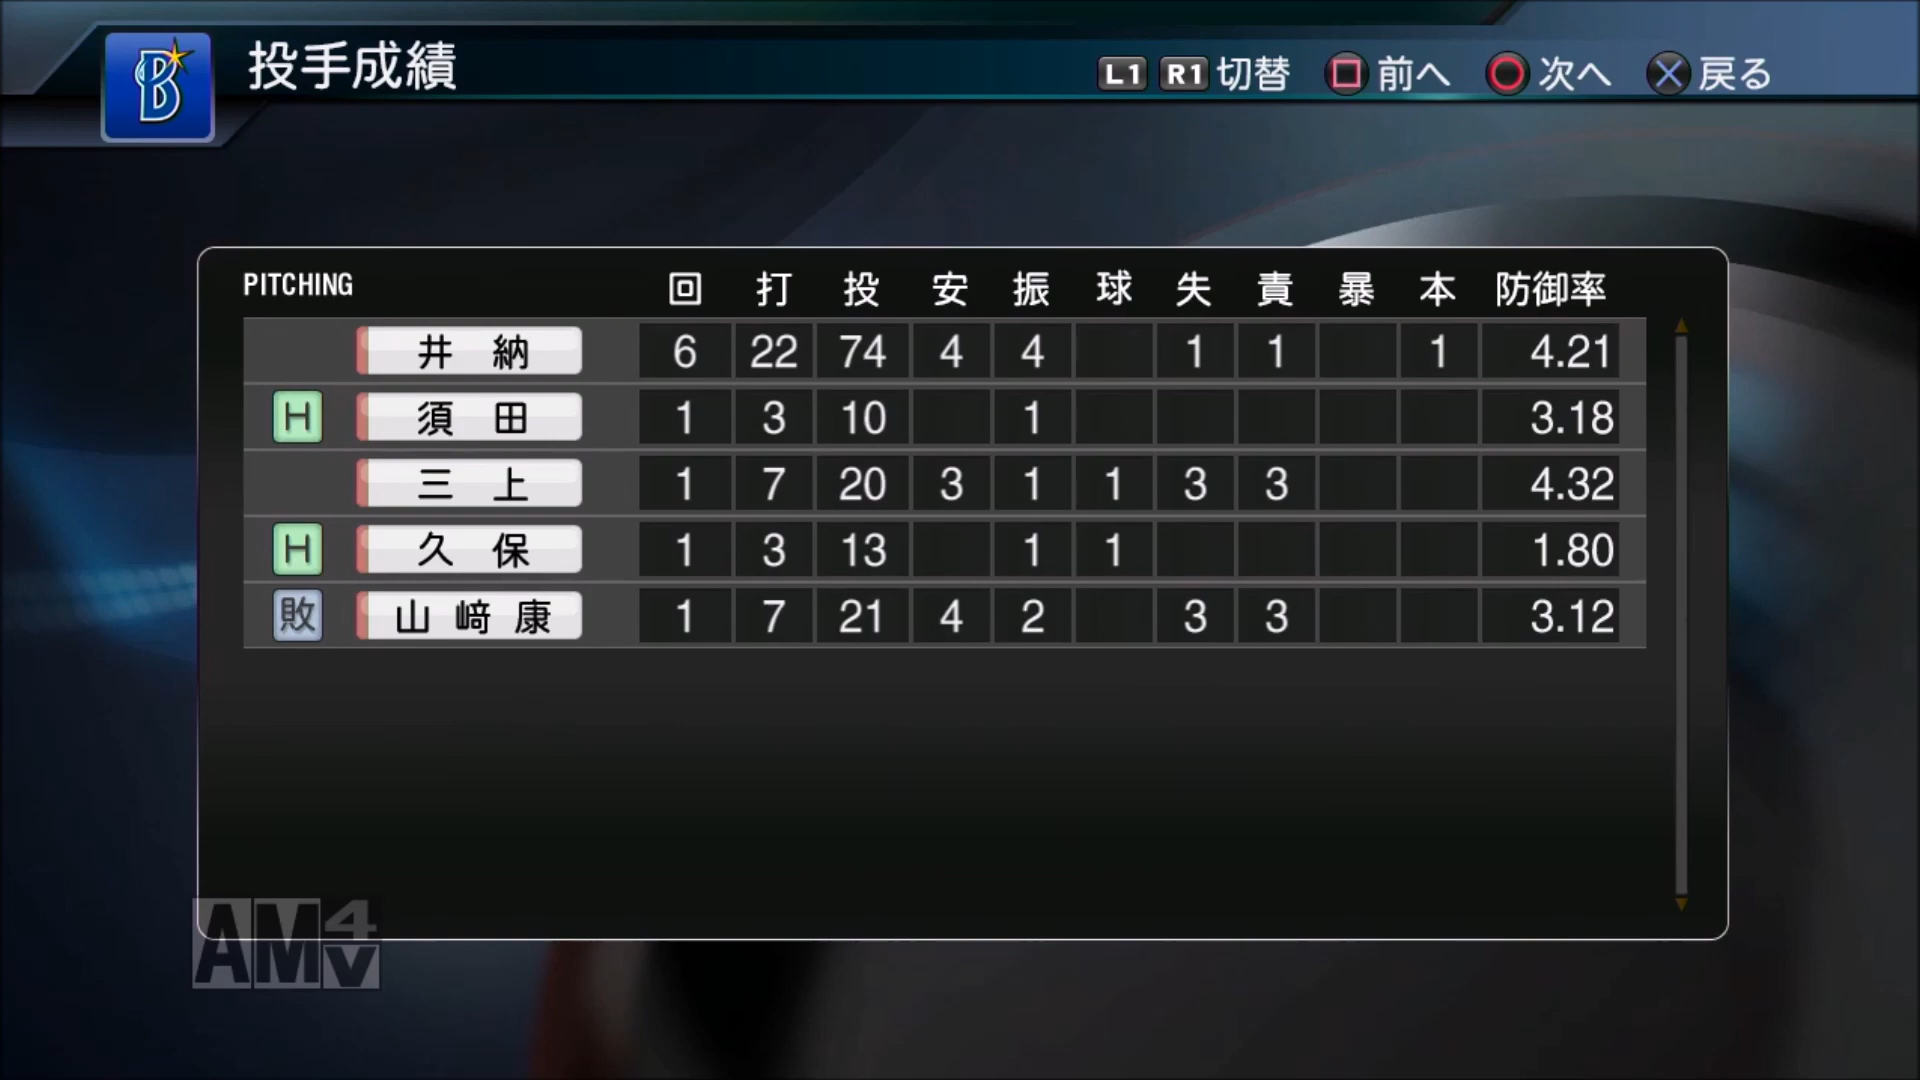 B 投手成績 L1 R1 切替 前へ 次へ 戻る
PITCHING 回 打 投 安 振 球 失 責 暴 本 防御率
井納 6 22 74 4 4 1 1 1 4.21
H 須田 1 3 10 1 3.18
三上 1 7 20 3 1 1 3 3 4.32
H 久保 1 3 13 1 1 1.80
敗 山﨑康 1 7 21 4 2 3 3 3.12
AM4V